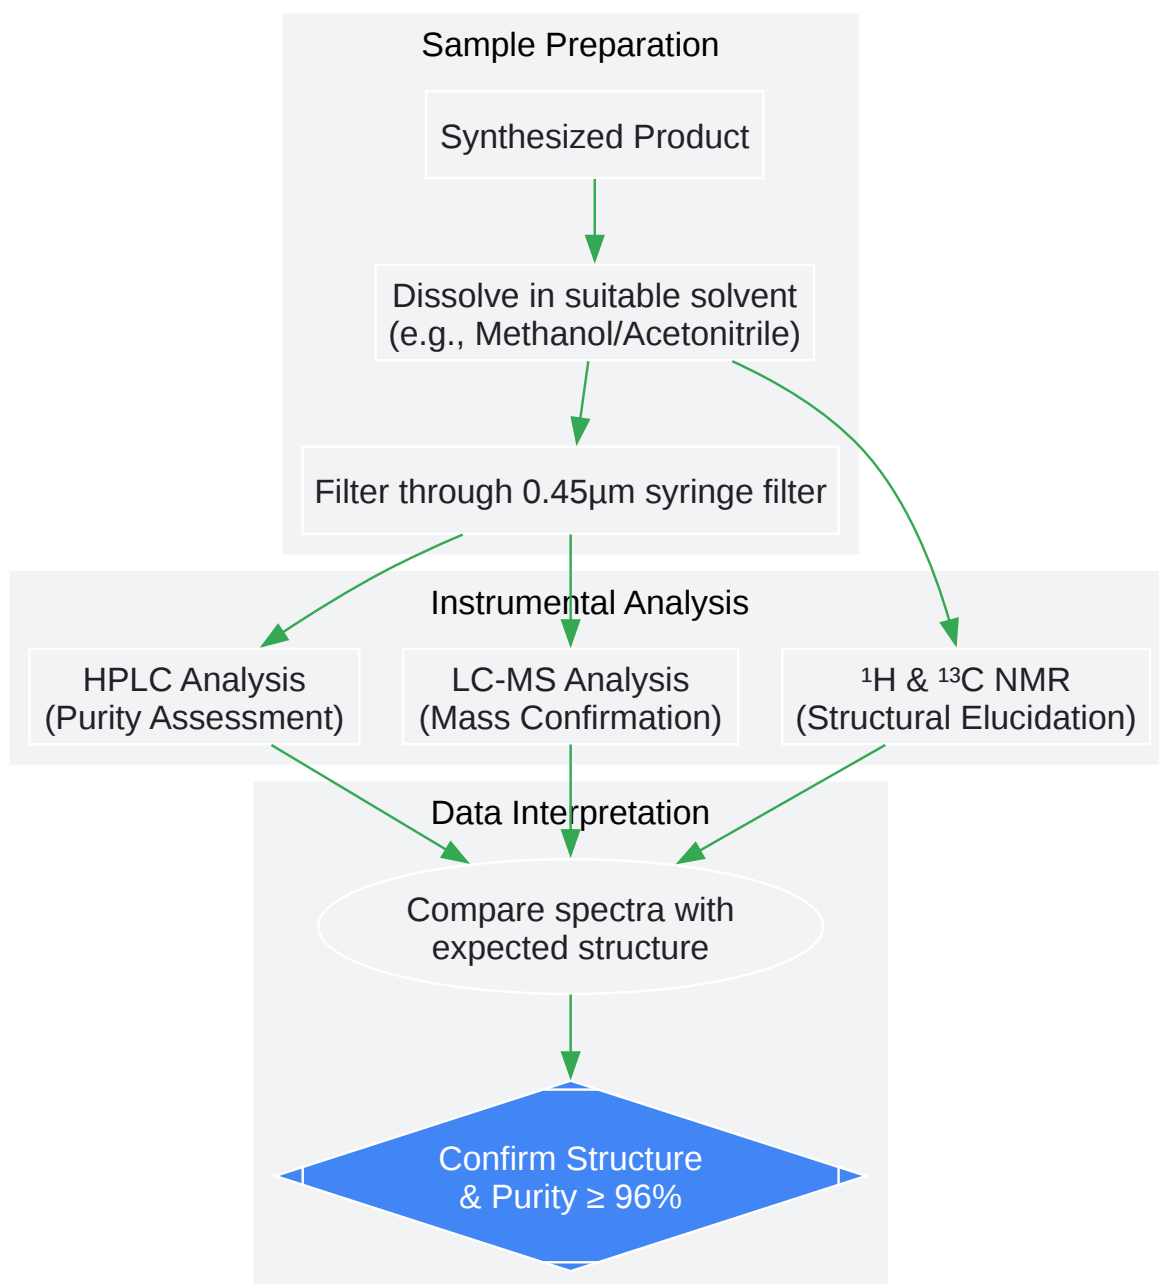 Sample Preparation
Synthesized Product
Dissolve in suitable solvent
(e.g., Methanol/Acetonitrile)
Filter through 0.45µm syringe filter
Instrumental Analysis
HPLC Analysis
(Purity Assessment)
LC-MS Analysis
(Mass Confirmation)
¹H & ¹³C NMR
(Structural Elucidation)
Data Interpretation
Compare spectra with
expected structure
Confirm Structure
& Purity ≥ 96%